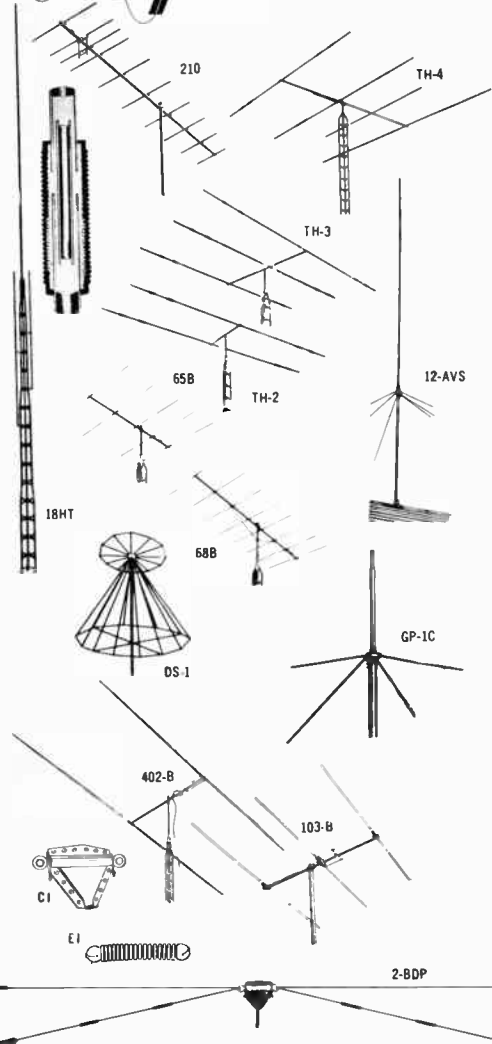 210
TH-4
TH-3
65B
TH-2
12-AVS
18HT
68B
DS-1
GP-1C
402-B
103-B
C1
E1
2-BDP